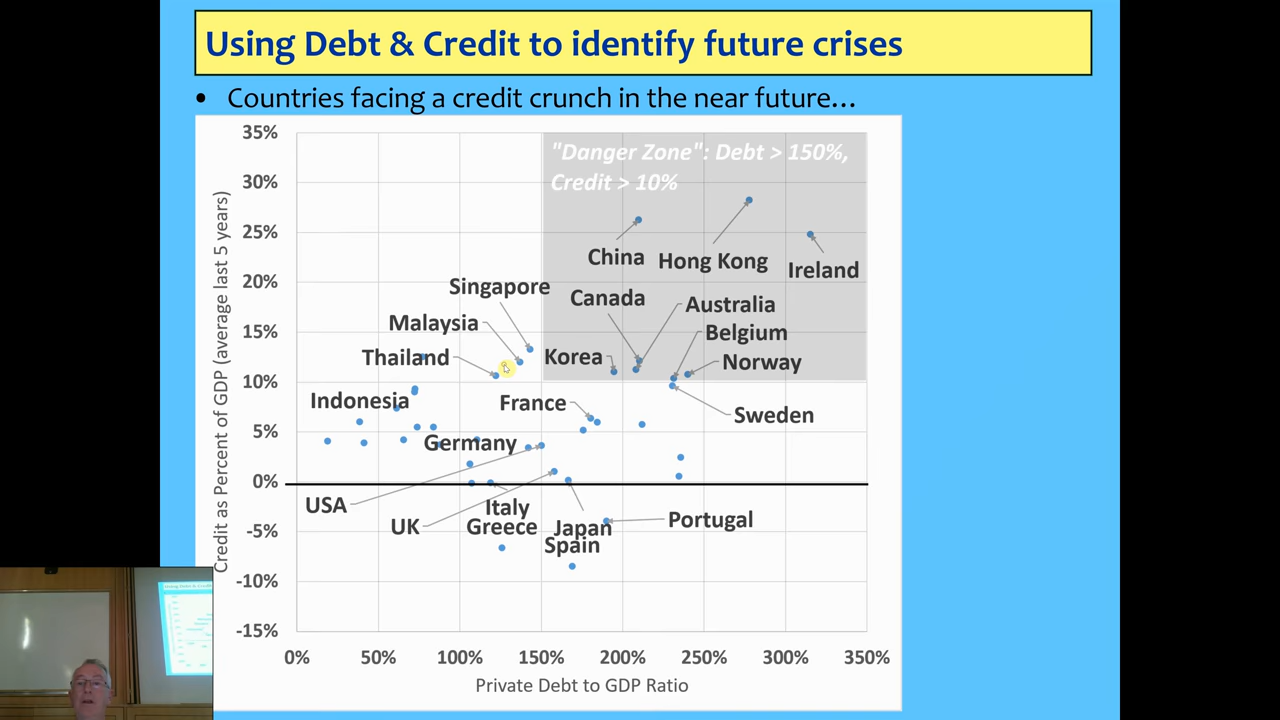 Using Debt & Credit to identify future crises
• Countries facing a credit crunch in the near future…
"Danger Zone": Debt > 150%,
Credit > 10%
35%
30%
25%
20%
15%
10%
5%
0%
-5%
-10%
-15%
Credit as Percent of GDP (average last 5 years)
China
Hong Kong
Ireland
Singapore
Canada
Australia
Malaysia
Belgium
Thailand
Korea
Norway
Indonesia
France
Sweden
Germany
USA
UK
Italy
Greece
Japan
Spain
Portugal
0%
50%
100%
150%
200%
250%
300%
350%
Private Debt to GDP Ratio